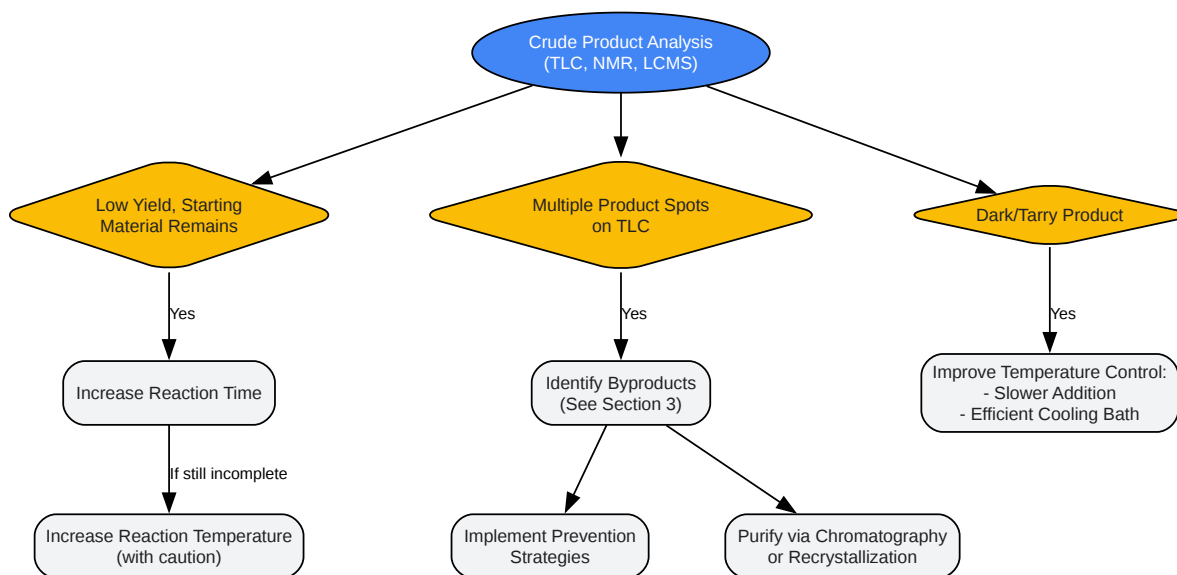 Crude Product Analysis
(TLC, NMR, LCMS)
Low Yield, Starting
Material Remains
Multiple Product Spots
on TLC
Dark/Tarry Product
Yes
Yes
Yes
Increase Reaction Time
Identify Byproducts
(See Section 3)
Improve Temperature Control:
- Slower Addition
- Efficient Cooling Bath
If still incomplete
Increase Reaction Temperature
(with caution)
Implement Prevention
Strategies
Purify via Chromatography
or Recrystallization